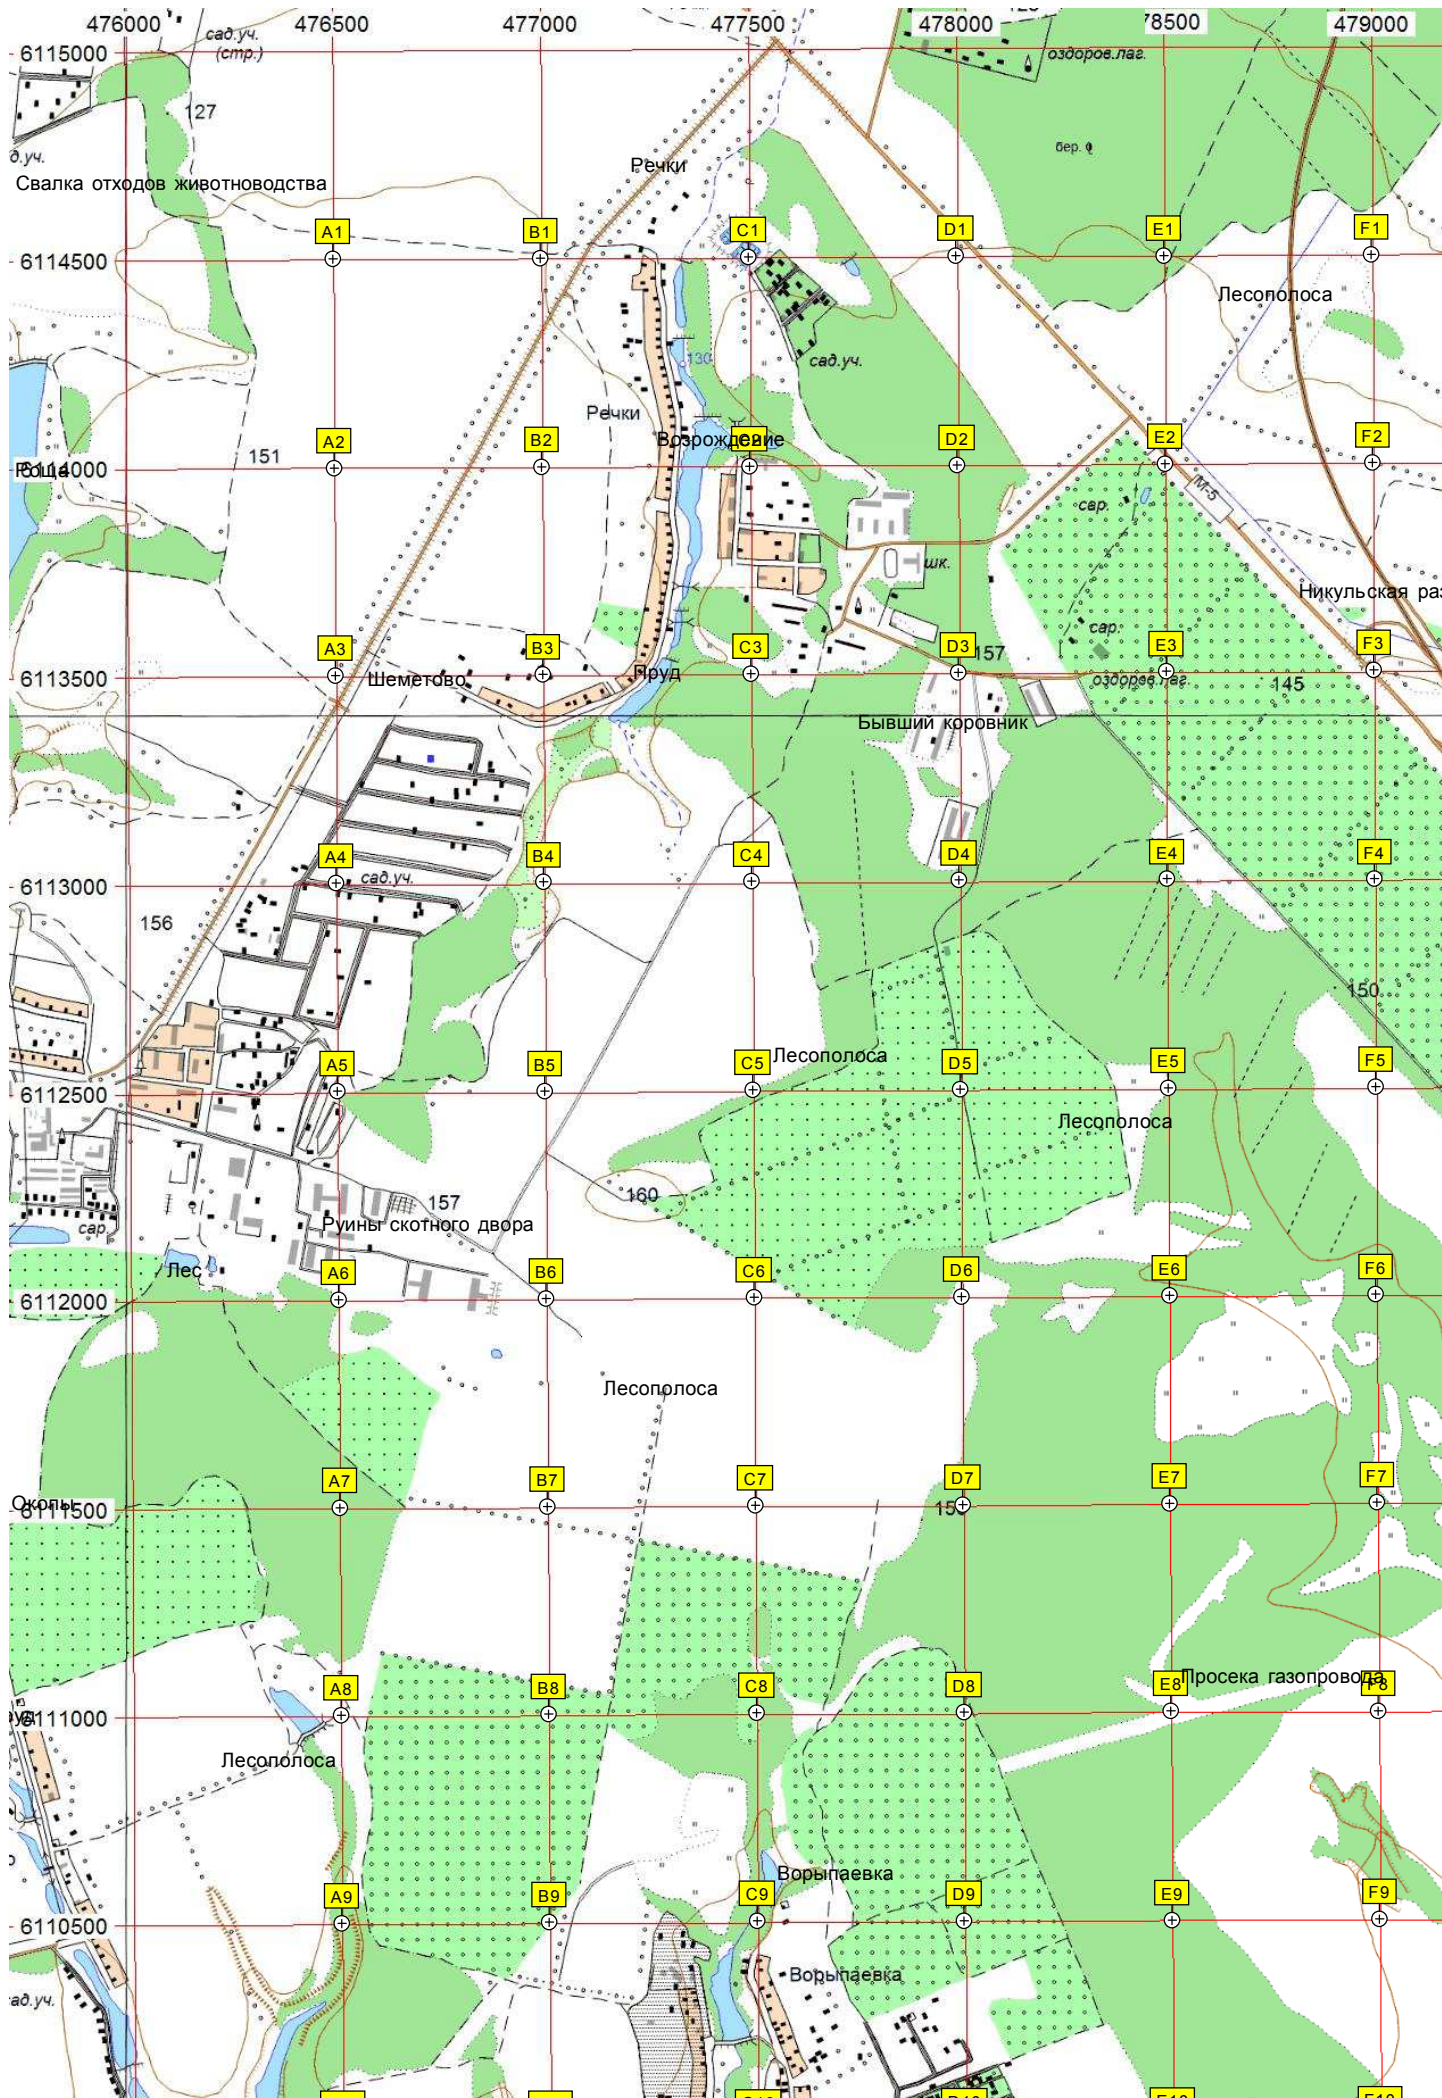 476000 476500 477000 477500 478000 78500 479000
сад.уч.
(стр.)
6115000
оздоров.лаг.
127
бер.
д.уч.
Речки
Свалка отходов животноводства
A1 B1 C1 D1 E1 F1
6114500
Лесополоса
130
сад.уч.
Речки
A2 B2 Возрождение C2 D2 E2 F2
151
Роща
6114000
М-5
сар.
шк.
Никульская раз
сар.
A3 B3 C3 D3 E3 F3
157
Шеметово
Пруд
6113500
оздоров.лаг.
145
Бывший коровник
A4 B4 C4 D4 E4 F4
сад.уч.
6113000
156
150
A5 B5 C5 D5 E5 F5
Лесополоса
6112500
Лесополоса
157
160
Руины скотного двора
сар.
Лес
A6 B6 C6 D6 E6 F6
6112000
Лесополоса
A7 B7 C7 D7 E7 F7
Окопы
6111500
A8 B8 C8 D8 E8 F8
Просека газопровода
6111000
Лесополоса
Ворыпаевка
A9 B9 C9 D9 E9 F9
6110500
Ворыпаевка
ад.уч.